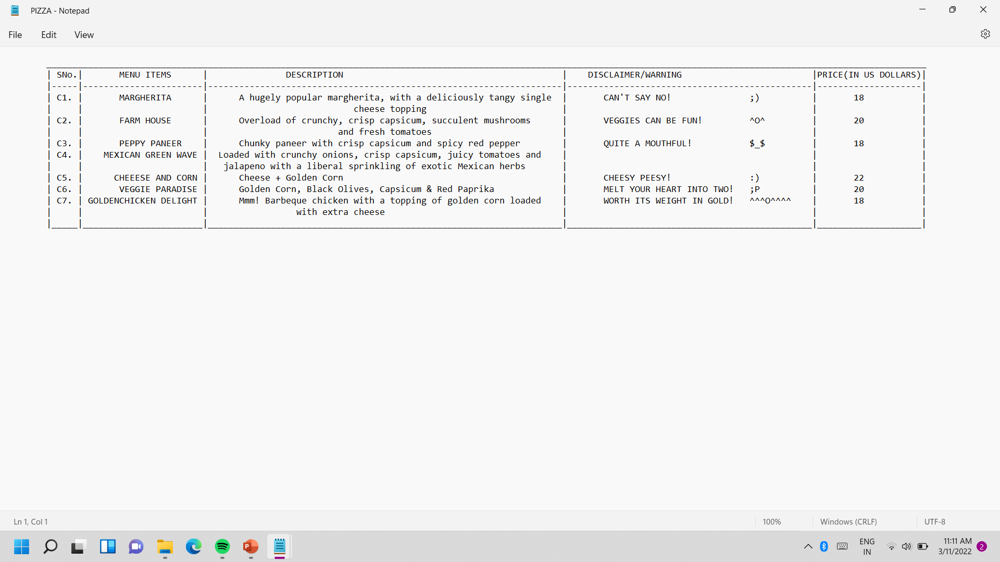 PIZZA - Notepad
File Edit View
| SNo.| MENU ITEMS | DESCRIPTION | DISCLAIMER/WARNING |PRICE(IN US DOLLARS)|
| C1. | MARGHERITA | A hugely popular margherita, with a deliciously tangy single | CAN'T SAY NO! ;) | 18 |
| | | cheese topping | | |
| C2. | FARM HOUSE | Overload of crunchy, crisp capsicum, succulent mushrooms | VEGGIES CAN BE FUN! ^O^ | 20 |
| | | and fresh tomatoes | | |
| C3. | PEPPY PANEER | Chunky paneer with crisp capsicum and spicy red pepper | QUITE A MOUTHFUL! $_$ | 18 |
| C4. | MEXICAN GREEN WAVE | Loaded with crunchy onions, crisp capsicum, juicy tomatoes and | | |
| | | jalapeno with a liberal sprinkling of exotic Mexican herbs | | |
| C5. | CHEEESE AND CORN | Cheese + Golden Corn | CHEESY PEESY! :) | 22 |
| C6. | VEGGIE PARADISE | Golden Corn, Black Olives, Capsicum & Red Paprika | MELT YOUR HEART INTO TWO! ;P | 20 |
| C7. | GOLDENCHICKEN DELIGHT | Mmm! Barbeque chicken with a topping of golden corn loaded | WORTH ITS WEIGHT IN GOLD! ^^^O^^^^ | 18 |
| | | with extra cheese | | |
Ln 1, Col 1 100% Windows (CRLF) UTF-8
P ENG 11:11 AM
IN 3/11/2022 2